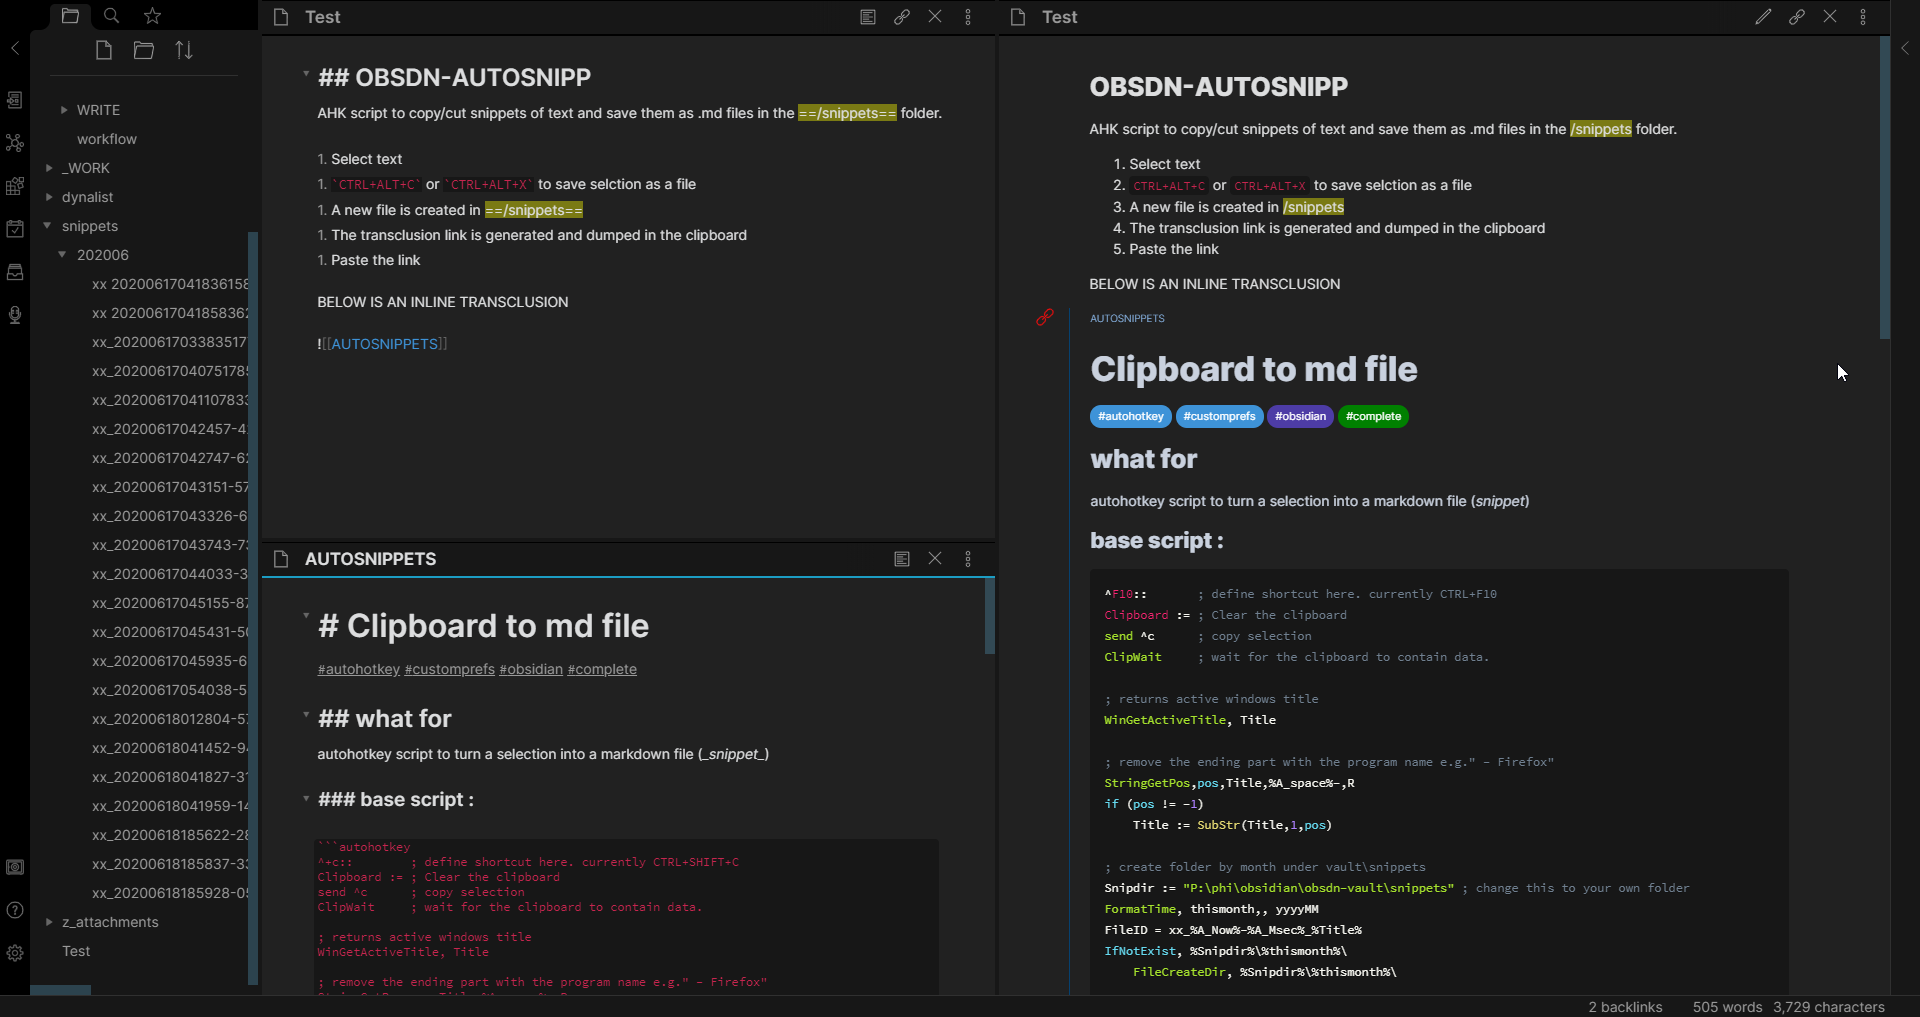 WRITE
workflow
_WORK
dynalist
snippets
202006
xx 20200617041836158
xx 2020061704185836
xx_2020061703383517
xx_2020061704075178
xx_2020061704110783
xx_20200617042457-4
xx_20200617042747-6
xx_20200617043151-57
xx_20200617043326-6
xx_20200617043743-7
xx_20200617044033-3
xx_20200617045155-87
xx_20200617045431-50
xx_20200617045935-6
xx_20200617054038-5
xx_20200618012804-57
xx_20200618041452-9
xx_20200618041827-31
xx_20200618041959-14
xx_20200618185622-28
xx_20200618185837-33
xx_20200618185928-05
z_attachments
Test
Test
## OBSDN-AUTOSNIPP
AHK script to copy/cut snippets of text and save them as .md files in the ==/snippets== folder.
1. Select text
1. `CTRL+ALT+C` or `CTRL+ALT+X` to save selction as a file
1. A new file is created in ==/snippets==
1. The transclusion link is generated and dumped in the clipboard
1. Paste the link
BELOW IS AN INLINE TRANSCLUSION
![[AUTOSNIPPETS]]
AUTOSNIPPETS
# Clipboard to md file
#autohotkey #customprefs #obsidian #complete
## what for
autohotkey script to turn a selection into a markdown file (_snippet_)
### base script :
```autohotkey
^+c:: ; define shortcut here. currently CTRL+SHIFT+C
Clipboard := ; Clear the clipboard
send ^c ; copy selection
ClipWait ; wait for the clipboard to contain data.
; returns active windows title
WinGetActiveTitle, Title
; remove the ending part with the program name e.g." - Firefox"
Test
OBSDN-AUTOSNIPP
AHK script to copy/cut snippets of text and save them as .md files in the /snippets folder.
1. Select text
2. CTRL+ALT+C or CTRL+ALT+X to save selction as a file
3. A new file is created in /snippets
4. The transclusion link is generated and dumped in the clipboard
5. Paste the link
BELOW IS AN INLINE TRANSCLUSION
AUTOSNIPPETS
Clipboard to md file
#autohotkey #customprefs #obsidian #complete
what for
autohotkey script to turn a selection into a markdown file (snippet)
base script :
^F10:: ; define shortcut here. currently CTRL+F10
Clipboard := ; Clear the clipboard
send ^c ; copy selection
ClipWait ; wait for the clipboard to contain data.
; returns active windows title
WinGetActiveTitle, Title
; remove the ending part with the program name e.g." - Firefox"
StringGetPos,pos,Title,%A_space%-,R
if (pos != -1)
Title := SubStr(Title,1,pos)
; create folder by month under vault\snippets
Snipdir := "P:\phi\obsidian\obsdn-vault\snippets" ; change this to your own folder
FormatTime, thismonth,, yyyyMM
FileID = xx_%A_Now%-%A_Msec%_%Title%
IfNotExist, %Snipdir%\%thismonth%\
FileCreateDir, %Snipdir%\%thismonth%\
2 backlinks 505 words 3,729 characters